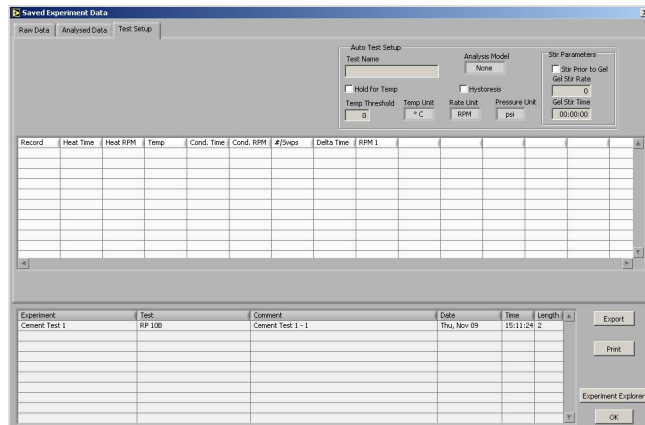 Saved Experiment Data
Raw Data Analysed Data Test Setup
Auto Test Setup
Test Name
Analysis Model
None
Hold for Temp
Hystoresis
Temp Threshold Temp Unit Rate Unit Pressure Unit
0 ° C RPM psi
Stir Parameters
Stir Prior to Gel
Gel Stir Rate
0
Gel Stir Time
00:00:00
Record Heat Time Heat RPM Temp Cond. Time Cond. RPM #/Swps Delta Time RPM 1
Experiment Test Comment Date Time Length
Cement Test 1 RP 10B Cement Test 1 - 1 Thu, Nov 09 15:11:24 2
Export
Print
Experiment Explorer
OK